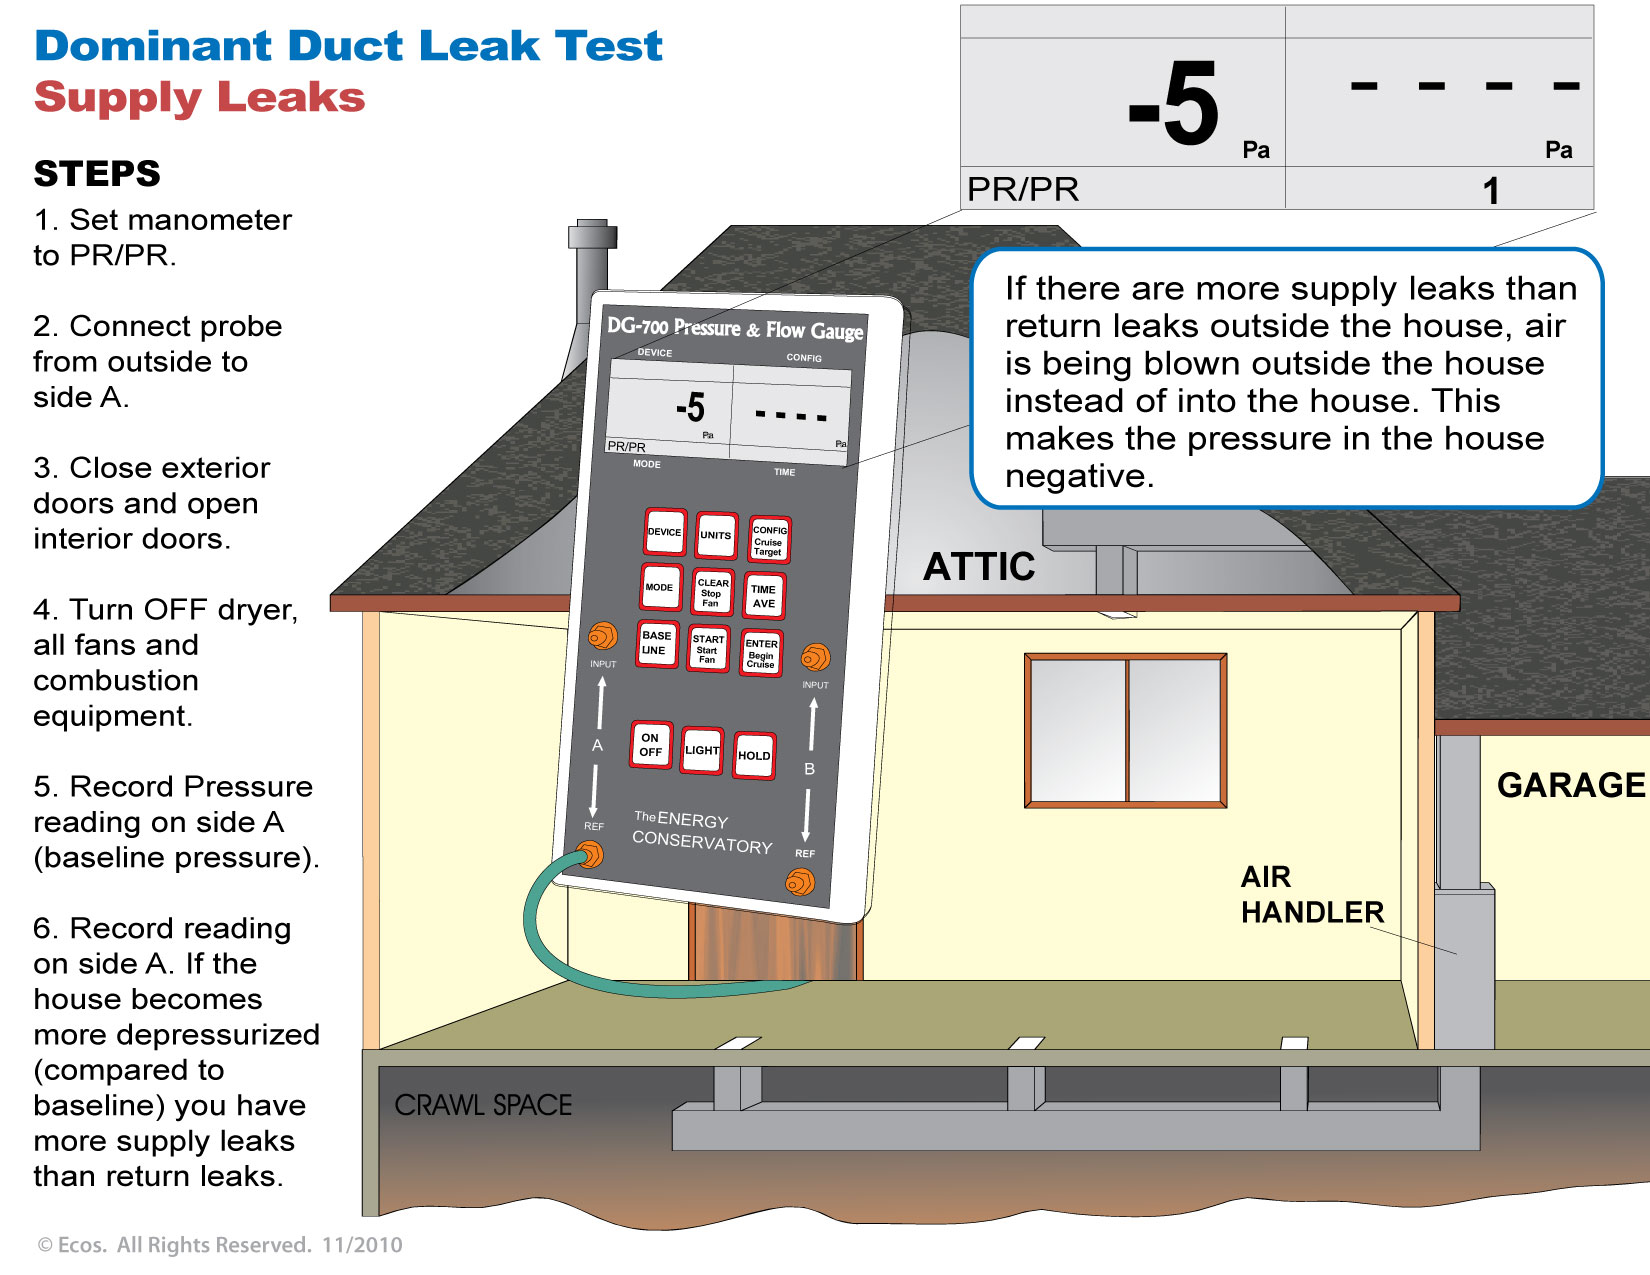 Dominant Duct Leak Test
Supply Leaks
STEPS
1. Set manometer
to PR/PR.
2. Connect probe
from outside to
side A.
3. Close exterior
doors and open
interior doors.
4. Turn OFF dryer,
all fans and
combustion
equipment.
5. Record Pressure
reading on side A
(baseline pressure).
6. Record reading
on side A. If the
house becomes
more depressurized
(compared to
baseline) you have
more supply leaks
than return leaks.
© Ecos. All Rights Reserved. 11/2010
-5 Pa
- - - - Pa
PR/PR
1
If there are more supply leaks than
return leaks outside the house, air
is being blown outside the house
instead of into the house. This
makes the pressure in the house
negative.
DG-700 Pressure & Flow Gauge
DEVICE
CONFIG
-5 Pa
- - - - Pa
PR/PR
MODE
TIME
DEVICE
UNITS
CONFIG
Cruise
Target
MODE
CLEAR
Stop
Fan
TIME
AVE
BASE
LINE
START
Start
Fan
ENTER
Begin
Cruise
INPUT
INPUT
A
B
ON
OFF
LIGHT
HOLD
REF
REF
The ENERGY
CONSERVATORY
ATTIC
GARAGE
AIR
HANDLER
CRAWL SPACE